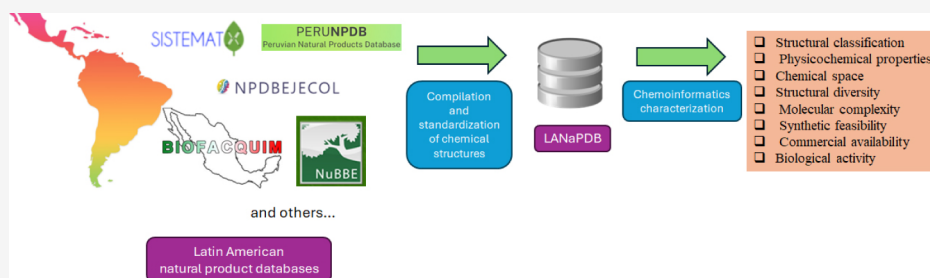 SISTEMAT
PERUNPDB
Peruvian Natural Products Database
NPDBEJECOL
BIOFACQUIM
NuBBE
and others...
Latin American
natural product databases
Compilation
and
standardization
of chemical
structures
LANaPDB
Chemoinformatics
characterization
Structural classification
Physicochemical properties
Chemical space
Structural diversity
Molecular complexity
Synthetic feasibility
Commercial availability
Biological activity